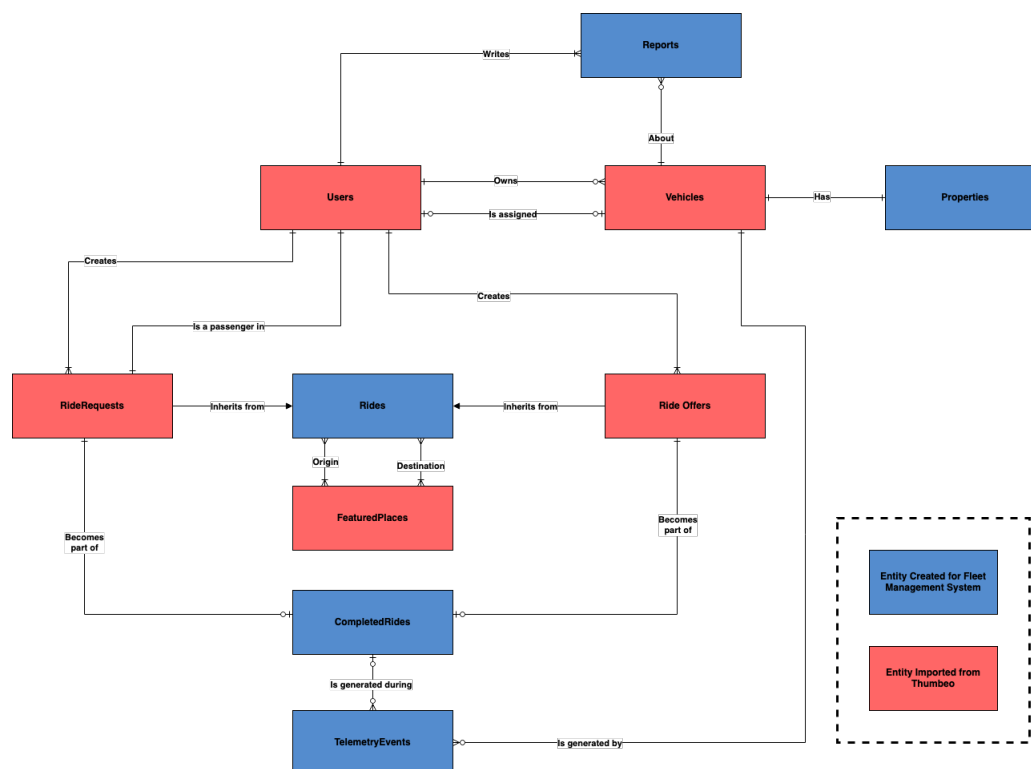 Reports
Writes
About
Users
Owns
Is assigned
Vehicles
Has
Properties
Creates
Creates
Is a passenger in
RideRequests
Inherits from
Rides
Inherits from
Ride Offers
Origin
Destination
FeaturedPlaces
Becomes
part of
Becomes
part of
CompletedRides
Is generated during
TelemetryEvents
Is generated by
Entity Created for Fleet
Management System
Entity Imported from
Thumbeo